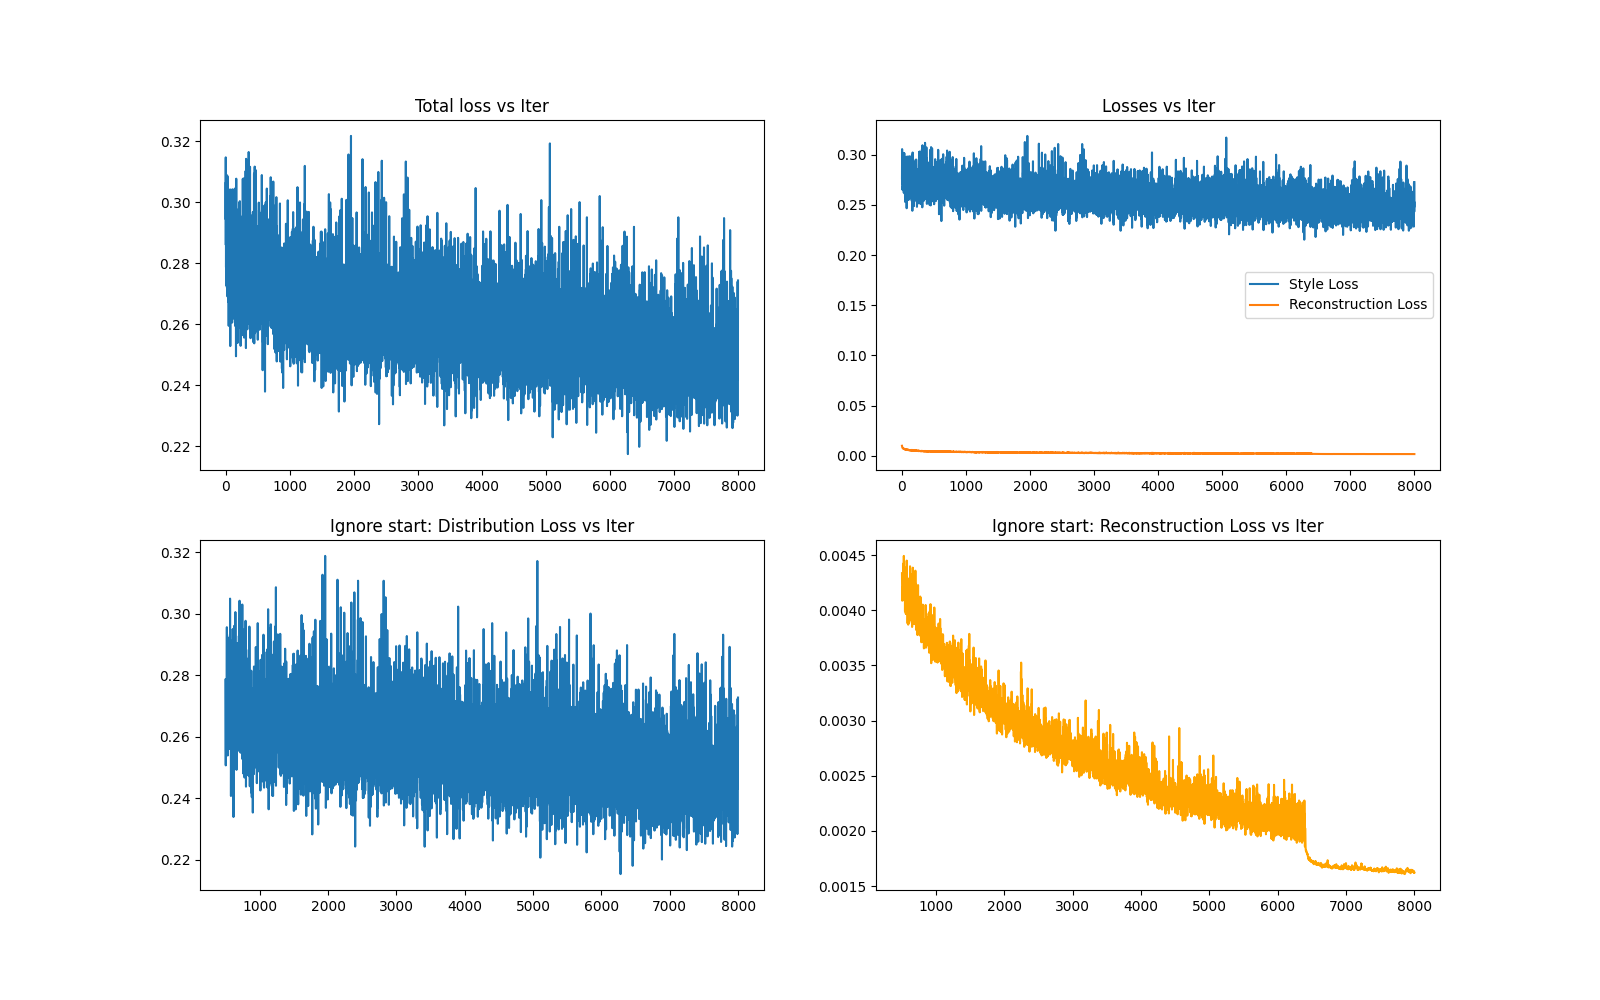 Total loss vs Iter
0.32
0.30
0.28
0.26
0.24
0.22
0 1000 2000 3000 4000 5000 6000 7000 8000
Losses vs Iter
0.30
0.25
0.20
0.15
0.10
0.05
0.00
Style Loss
Reconstruction Loss
0 1000 2000 3000 4000 5000 6000 7000 8000
Ignore start: Distribution Loss vs Iter
0.32
0.30
0.28
0.26
0.24
0.22
1000 2000 3000 4000 5000 6000 7000 8000
Ignore start: Reconstruction Loss vs Iter
0.0045
0.0040
0.0035
0.0030
0.0025
0.0020
0.0015
1000 2000 3000 4000 5000 6000 7000 8000